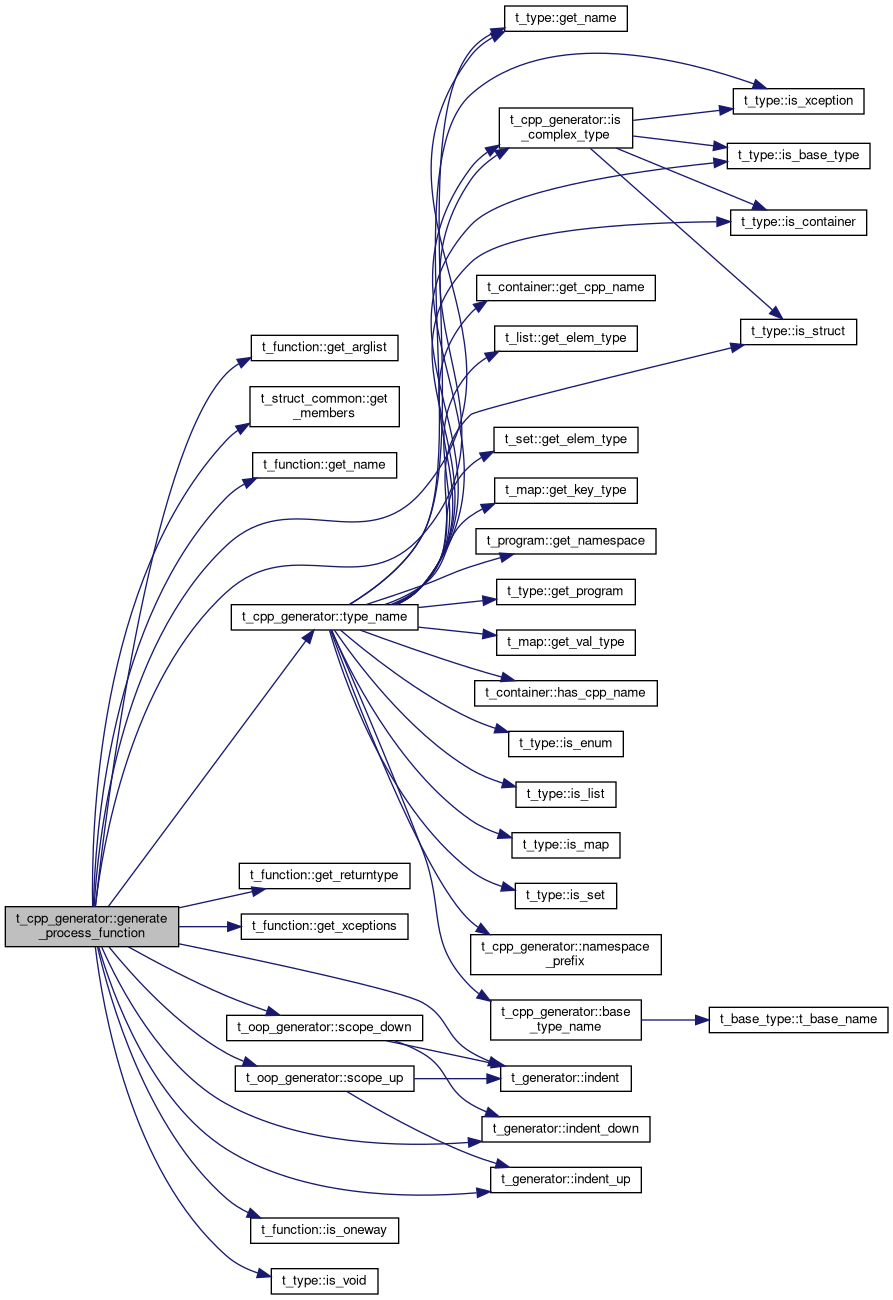 t_type::get_name
t_type::is_xception
t_cpp_generator::is
_complex_type
t_type::is_base_type
t_type::is_container
t_container::get_cpp_name
t_type::is_struct
t_list::get_elem_type
t_function::get_arglist
t_struct_common::get
_members
t_set::get_elem_type
t_function::get_name
t_map::get_key_type
t_program::get_namespace
t_type::get_program
t_cpp_generator::type_name
t_map::get_val_type
t_container::has_cpp_name
t_type::is_enum
t_type::is_list
t_type::is_map
t_function::get_returntype
t_type::is_set
t_cpp_generator::generate
_process_function
t_function::get_xceptions
t_cpp_generator::namespace
_prefix
t_cpp_generator::base
_type_name
t_base_type::t_base_name
t_oop_generator::scope_down
t_oop_generator::scope_up
t_generator::indent
t_generator::indent_down
t_generator::indent_up
t_function::is_oneway
t_type::is_void